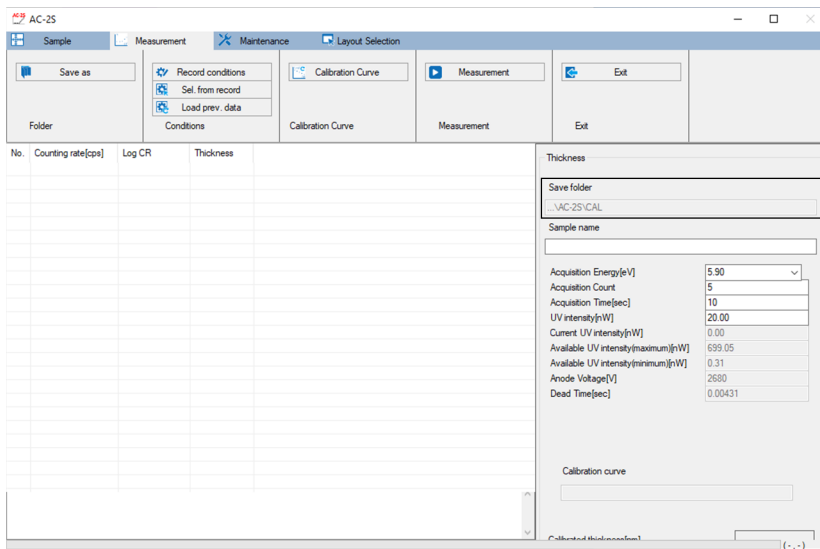 AC-2S AC-2S
Sample Measurement Maintenance Layout Selection
Save as Record conditions Calibration Curve Measurement Exit
Sel. from record
Load prev. data
Folder Conditions Calibration Curve Measurement Exit
No. Counting rate[cps] Log CR Thickness
Thickness
Save folder
...\AC-2S\CAL
Sample name
Acquisition Energy[eV] 5.90
Acquisition Count 5
Acquisition Time[sec] 10
UV intensity[nW] 20.00
Current UV intensity[nW] 0.00
Available UV intensity(maximum)[nW] 699.05
Available UV intensity(minimum)[nW] 0.31
Anode Voltage[V] 2680
Dead Time[sec] 0.00431
Calibration curve
Calibrated thickness[nm]
(-,-)